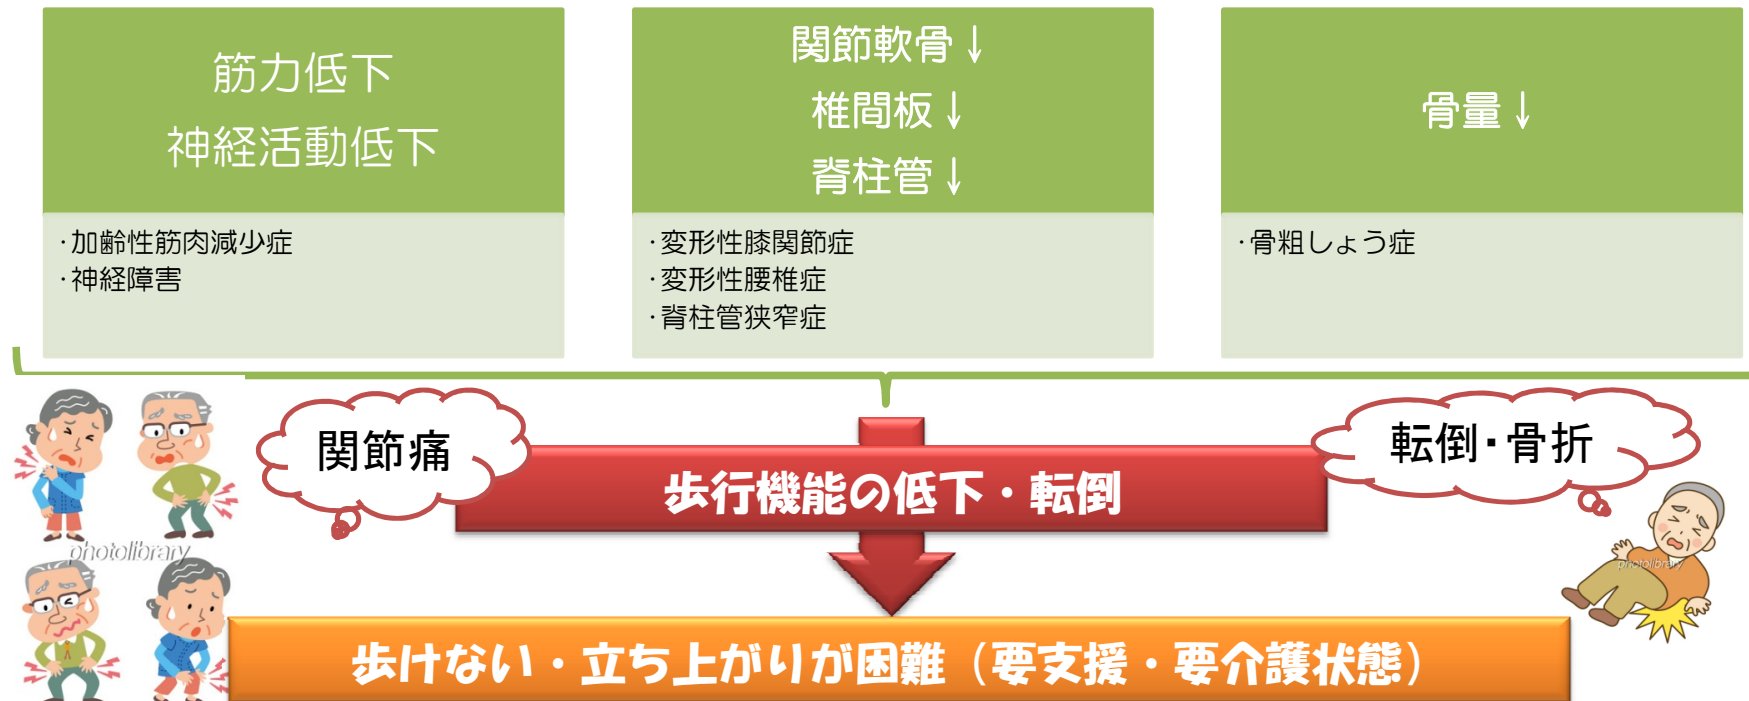 筋力低下
神経活動低下
・加齢性筋肉減少症
・神経障害
関節軟骨↓
椎間板↓
脊柱管↓
・変形性膝関節症
・変形性腰椎症
・脊柱管狭窄症
骨量↓
・骨粗しょう症
関節痛
転倒・骨折
歩行機能の低下・転倒
photolibrary
photolibrary
歩けない・立ち上がりが困難（要支援・要介護状態）